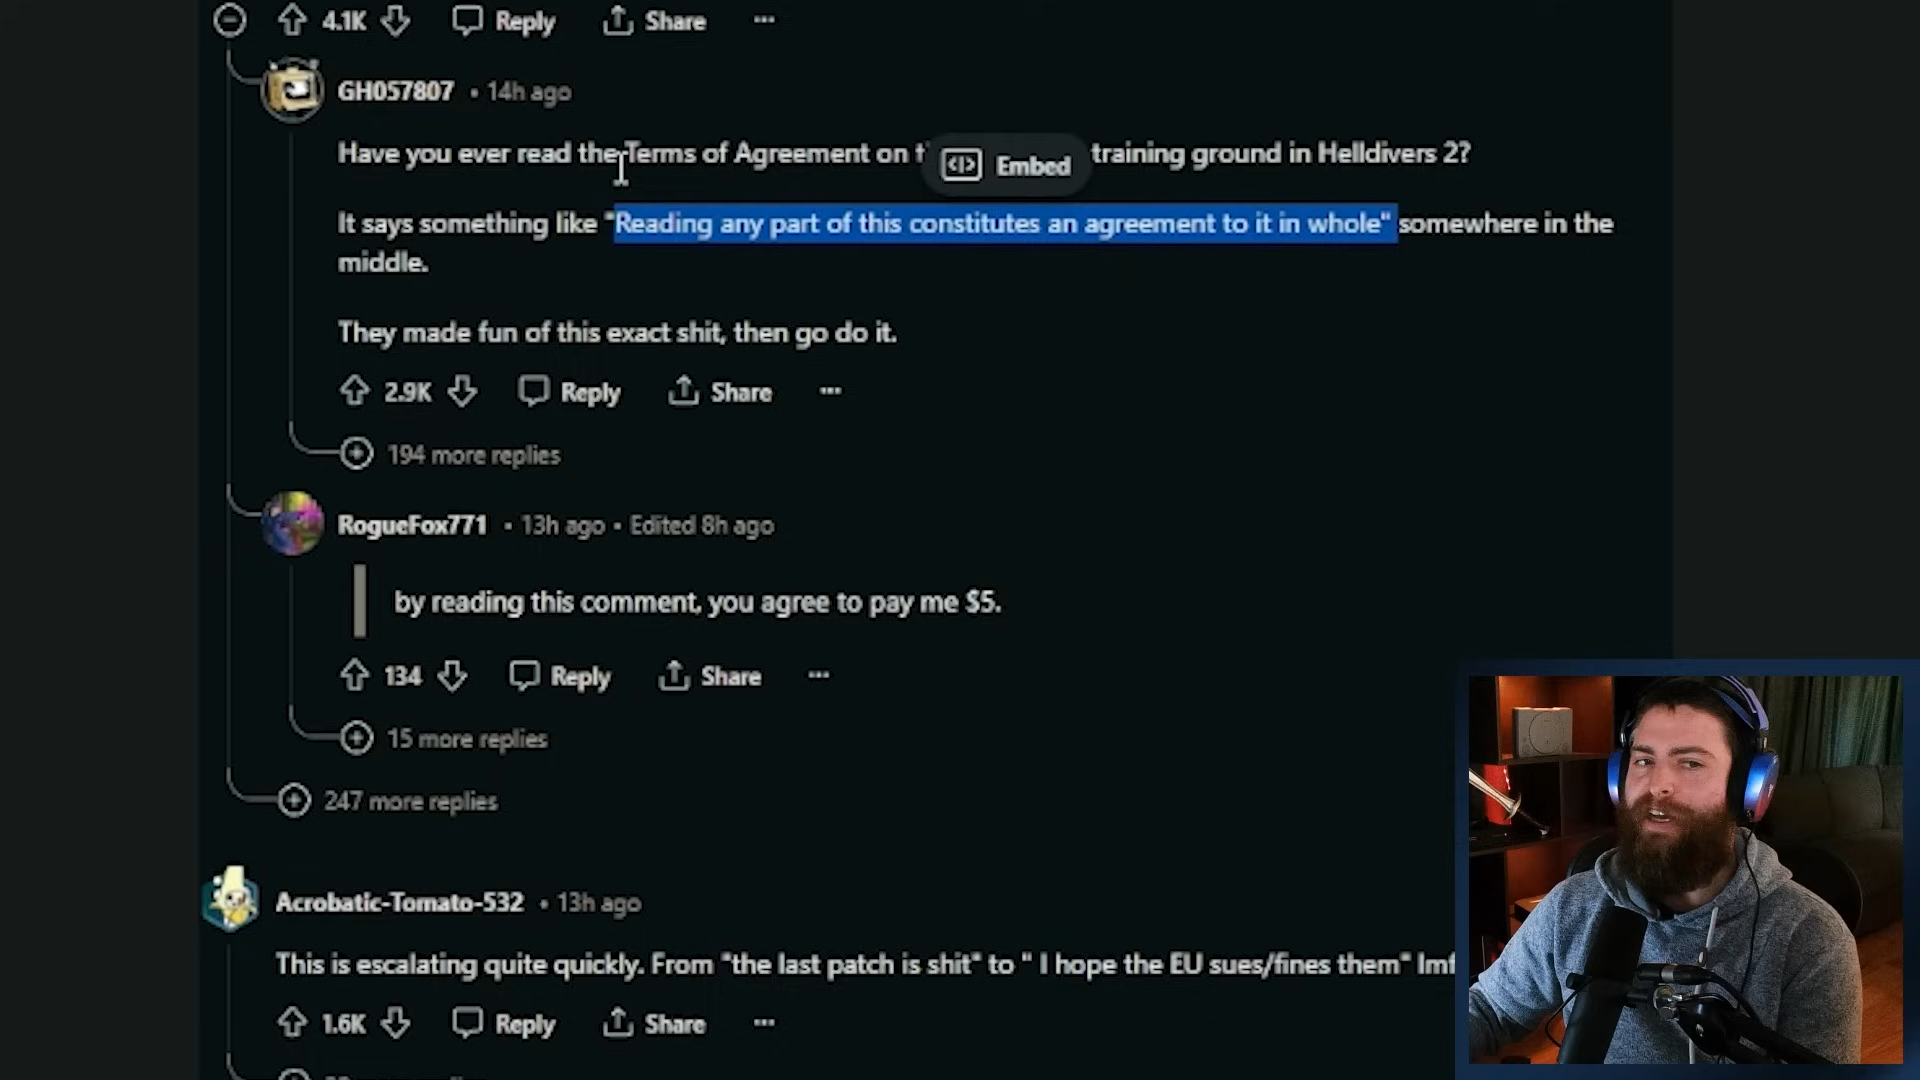 4.1K Reply Share
GH057807 • 14h ago
Have you ever read the Terms of Agreement on t Embed training ground in Helldivers 2?
It says something like "Reading any part of this constitutes an agreement to it in whole" somewhere in the
middle.
They made fun of this exact shit, then go do it.
2.9K Reply Share
194 more replies
RogueFox771 • 13h ago • Edited 8h ago
by reading this comment, you agree to pay me $5.
134 Reply Share
15 more replies
247 more replies
Acrobatic-Tomato-532 • 13h ago
This is escalating quite quickly. From "the last patch is shit" to " I hope the EU sues/fines them" lmf
1.6K Reply Share